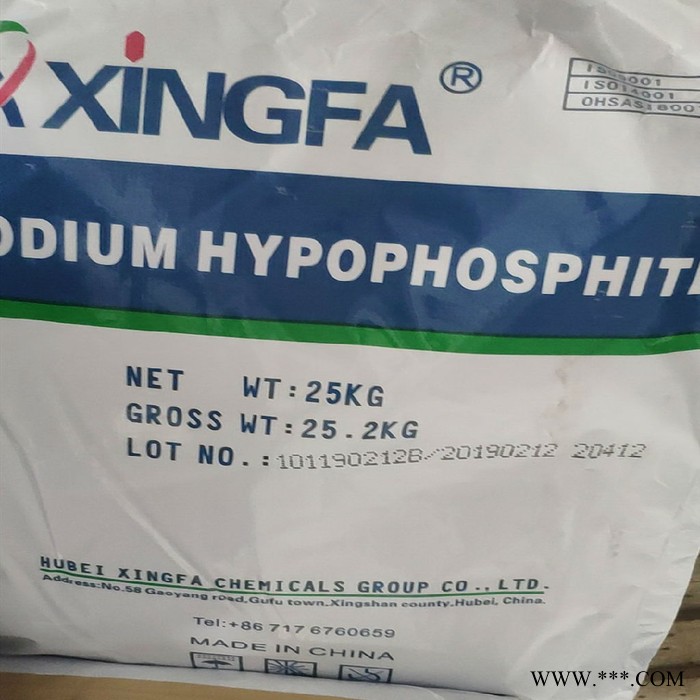 XINGFA®
ISO9001
ISO14001
OHSAS1800
ODIUM HYPOPHOSPHIT
NET WT:25KG
GROSS WT:25.2KG
LOT NO.:101190212B/20190212 20412
HUBEI XINGFA CHEMICALS GROUP CO.,LTD.
Address:No.58 Gaoyang road,Gufu town,Xingshan county,Hubei, China.
Tel:+86 717 6760659
MADE IN CHINA
WWW.***.COM